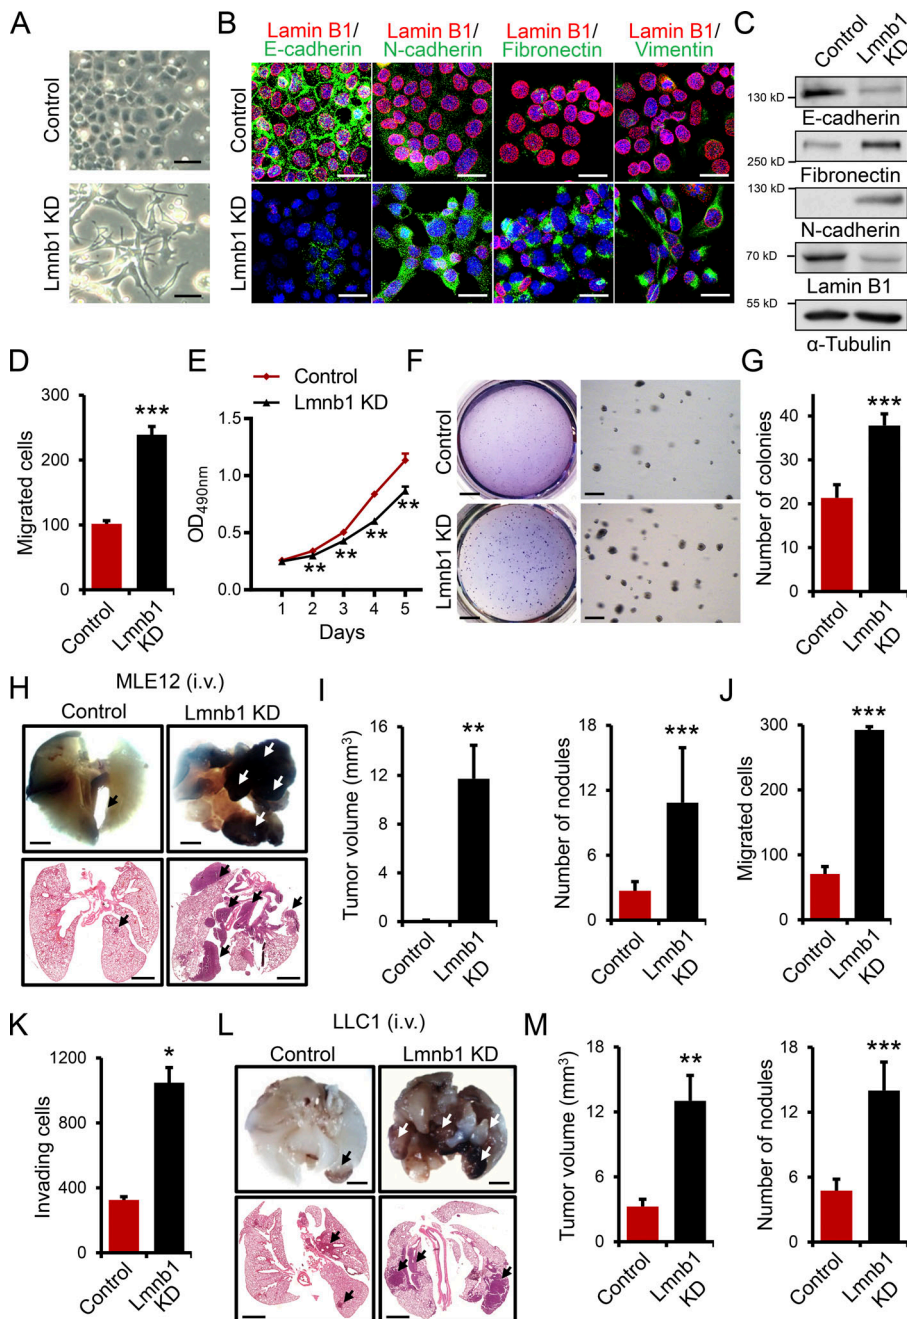 A
Control
Lmnb1 KD
B
Lamin B1/ Lamin B1/ Lamin B1/ Lamin B1/
E-cadherin N-cadherin Fibronectin Vimentin
Control
Lmnb1 KD
C
Control
Lmnb1 KD
130 kD
E-cadherin
250 kD
Fibronectin
130 kD
N-cadherin
70 kD
Lamin B1
55 kD
α-Tubulin
D
Migrated cells
300
200
100
0
***
Control
Lmnb1 KD
E
Control
Lmnb1 KD
OD490nm
1.5
1.0
0.5
0.0
** ** ** **
1 2 3 4 5
Days
F
Control
Lmnb1 KD
G
Number of colonies
40
30
20
10
0
***
Control
Lmnb1 KD
H
MLE12 (i.v.)
Control Lmnb1 KD
I
Tumor volume (mm³)
16
12
8
4
0
**
Control
Lmnb1 KD
Number of nodules
18
12
6
0
***
Control
Lmnb1 KD
J
Migrated cells
300
200
100
0
***
Control
Lmnb1 KD
K
Invading cells
1200
800
400
0
*
Control
Lmnb1 KD
L
LLC1 (i.v.)
Control Lmnb1 KD
M
Tumor volume (mm³)
18
12
6
0
**
Control
Lmnb1 KD
Number of nodules
18
12
6
0
***
Control
Lmnb1 KD